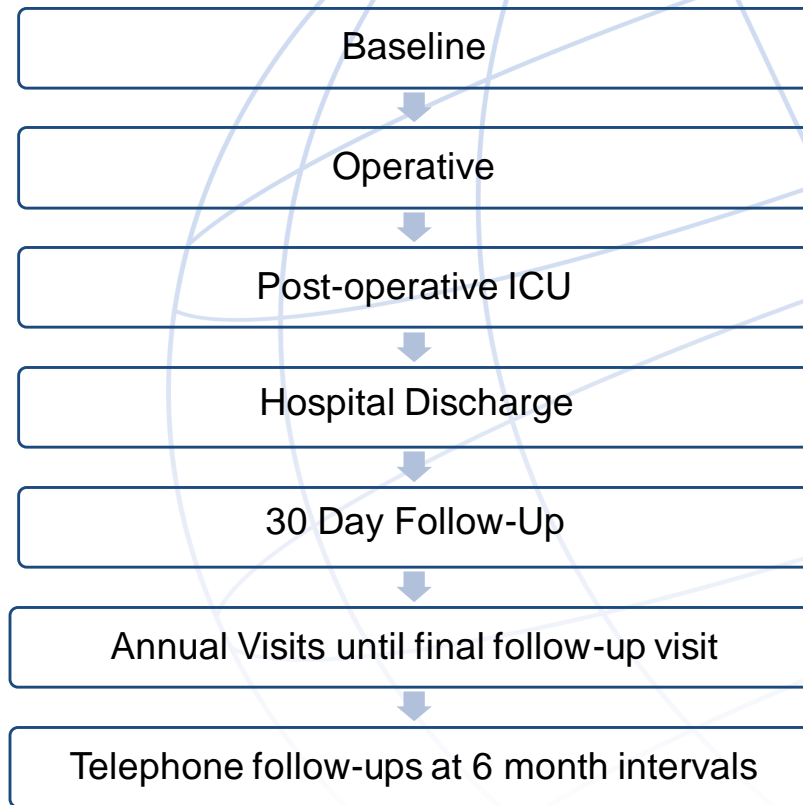 Baseline
Operative
Post-operative ICU
Hospital Discharge
30 Day Follow-Up
Annual Visits until final follow-up visit
Telephone follow-ups at 6 month intervals